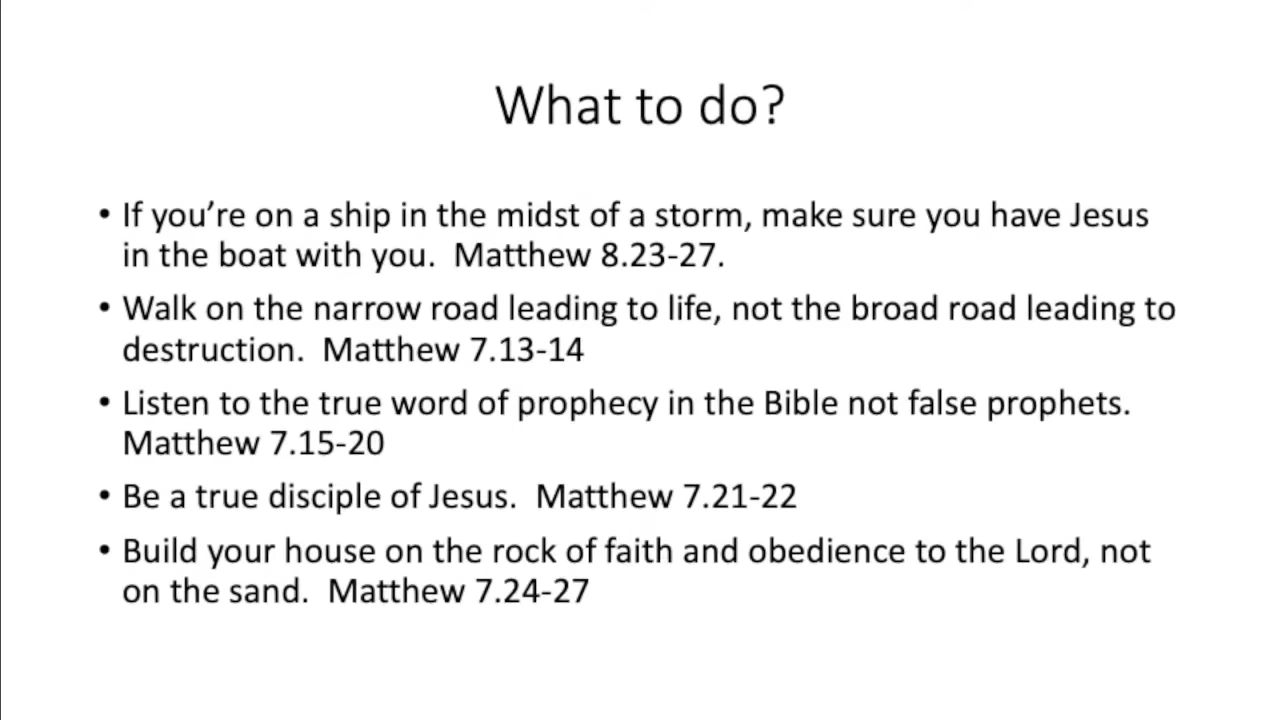 What to do?
• If you’re on a ship in the midst of a storm, make sure you have Jesus
in the boat with you.  Matthew 8.23-27.
• Walk on the narrow road leading to life, not the broad road leading to
destruction.  Matthew 7.13-14
• Listen to the true word of prophecy in the Bible not false prophets.
Matthew 7.15-20
• Be a true disciple of Jesus.  Matthew 7.21-22
• Build your house on the rock of faith and obedience to the Lord, not
on the sand.  Matthew 7.24-27